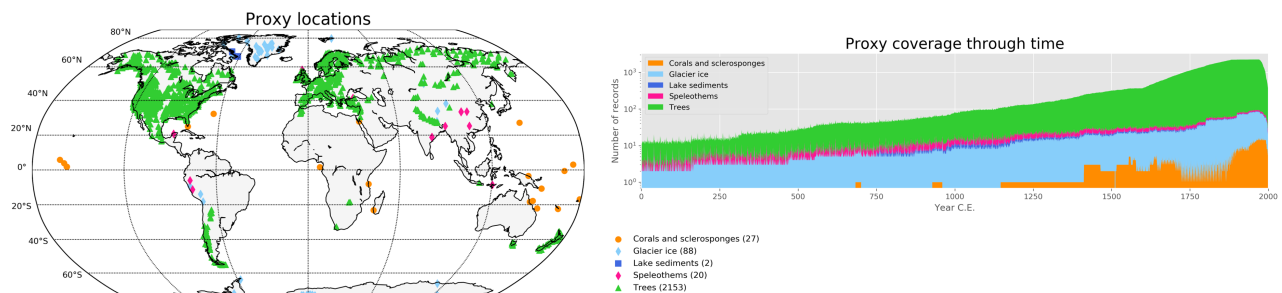 Proxy locations
80°N
60°N
40°N
20°N
0°
20°S
40°S
60°S
Proxy coverage through time
Corals and sclerosponges
Glacier ice
Lake sediments
Speleothems
Trees
Number of records
10³
10²
10¹
10⁰
0 250 500 750 1000 1250 1500 1750 2000
Year C.E.
Corals and sclerosponges (27)
Glacier ice (88)
Lake sediments (2)
Speleothems (20)
Trees (2153)